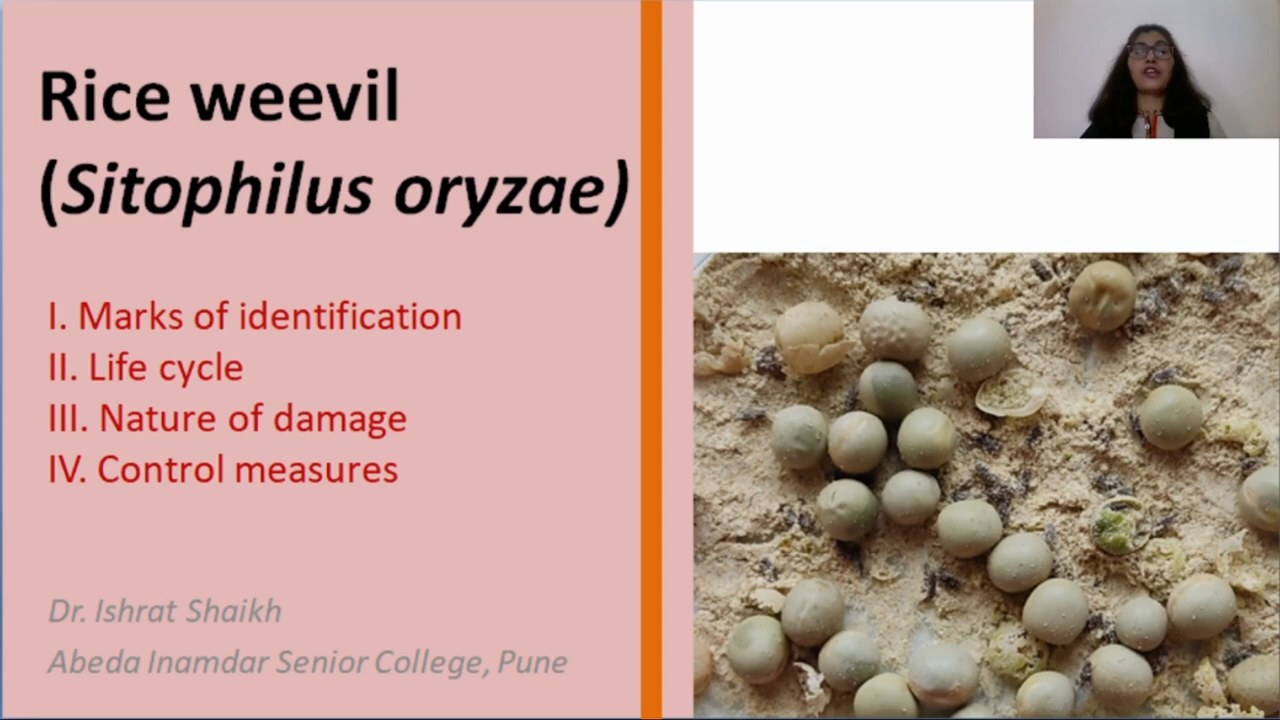 Rice weevil
(Sitophilus oryzae)
I. Marks of identification
II. Life cycle
III. Nature of damage
IV. Control measures
Dr. Ishrat Shaikh
Abeda Inamdar Senior College, Pune